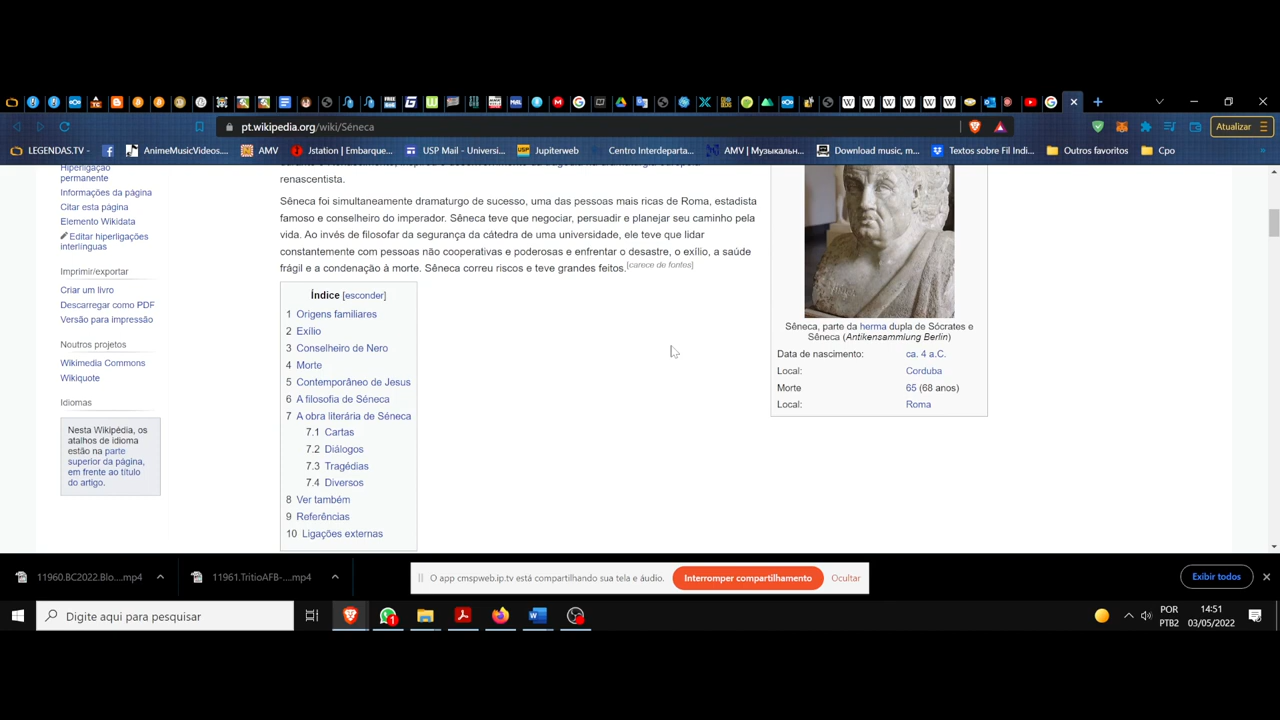 pt.wikipedia.org/wiki/Séneca
Atualizar
LEGENDAS.TV
AnimeMusicVideos....
AMV
Jstation | Embarque...
USP Mail - Universi...
Jupiterweb
Centro Interdeparta...
AMV | Музыкальн...
Download music, m...
Textos sobre Fil Indi...
Outros favoritos
Cpo
Hiperligação
permanente
Informações da página
Citar esta página
Elemento Wikidata
Editar hiperligações
interlínguas
Imprimir/exportar
Criar um livro
Descarregar como PDF
Versão para impressão
Noutros projetos
Wikimedia Commons
Wikiquote
Idiomas
Nesta Wikipédia, os
atalhos de idioma
estão na parte
superior da página,
em frente ao título
do artigo.
renascentista.
Sêneca foi simultaneamente dramaturgo de sucesso, uma das pessoas mais ricas de Roma, estadista
famoso e conselheiro do imperador. Sêneca teve que negociar, persuadir e planejar seu caminho pela
vida. Ao invés de filosofar da segurança da cátedra de uma universidade, ele teve que lidar
constantemente com pessoas não cooperativas e poderosas e enfrentar o desastre, o exílio, a saúde
frágil e a condenação à morte. Sêneca correu riscos e teve grandes feitos.[carece de fontes]
Índice [esconder]
1 Origens familiares
2 Exílio
3 Conselheiro de Nero
4 Morte
5 Contemporâneo de Jesus
6 A filosofia de Séneca
7 A obra literária de Séneca
7.1 Cartas
7.2 Diálogos
7.3 Tragédias
7.4 Diversos
8 Ver também
9 Referências
10 Ligações externas
Sêneca, parte da herma dupla de Sócrates e
Sêneca (Antikensammlung Berlin)
Data de nascimento: ca. 4 a.C.
Local: Corduba
Morte 65 (68 anos)
Local: Roma
11960.BC2022.Blo....mp4
11961.TritioAFB-....mp4
O app cmspweb.ip.tv está compartilhando sua tela e áudio.
Interromper compartilhamento
Ocultar
Exibir todos
Digite aqui para pesquisar
POR
PTB2
14:51
03/05/2022